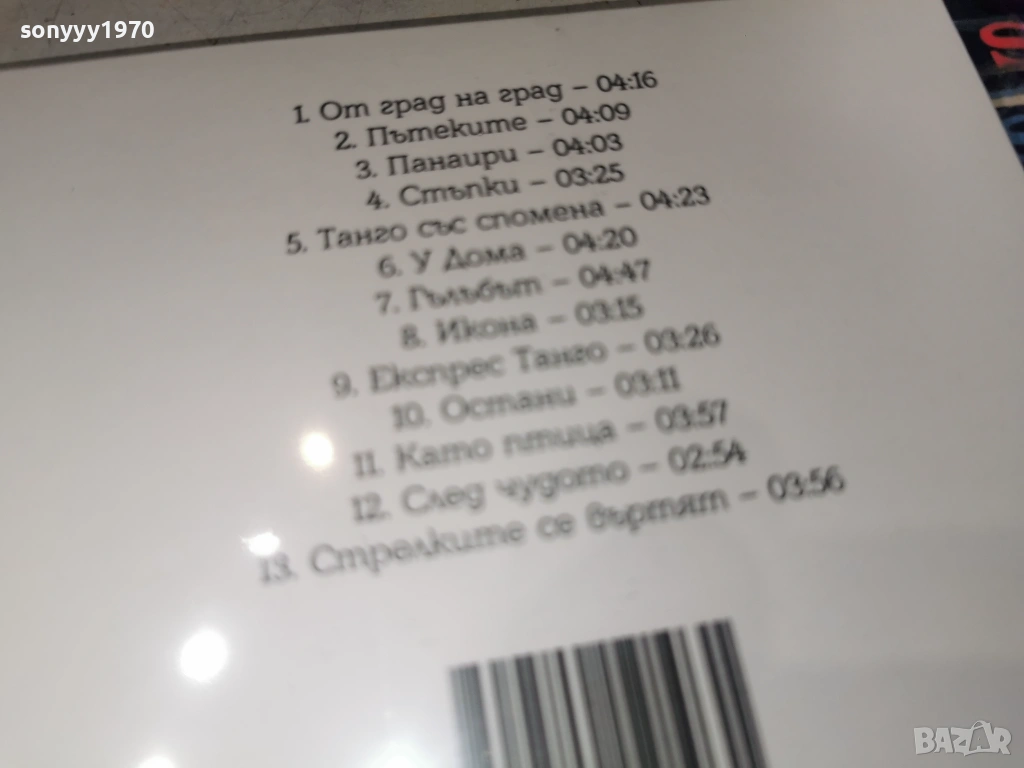 sonyyy1970
1. От град на град – 04:16
2. Пътеките – 04:09
3. Панаири – 04:03
4. Стъпки – 03:25
5. Танго със спомена – 04:23
6. У Дома – 04:20
7. Гълъбът – 04:47
8. Икона – 03:15
9. Експрес Танго – 03:26
10. Остани – 03:11
11. Като птица – 03:57
12. След чудото – 02:54
13. Стрелките се въртят – 03:56
BAZAR